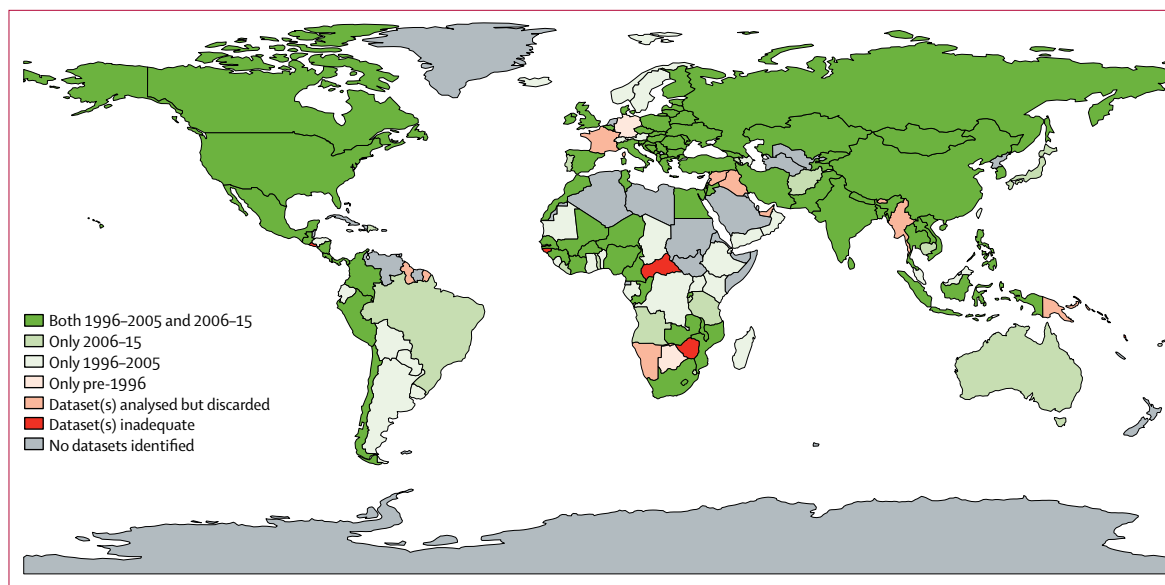 Both 1996–2005 and 2006–15
Only 2006–15
Only 1996–2005
Only pre-1996
Dataset(s) analysed but discarded
Dataset(s) inadequate
No datasets identified